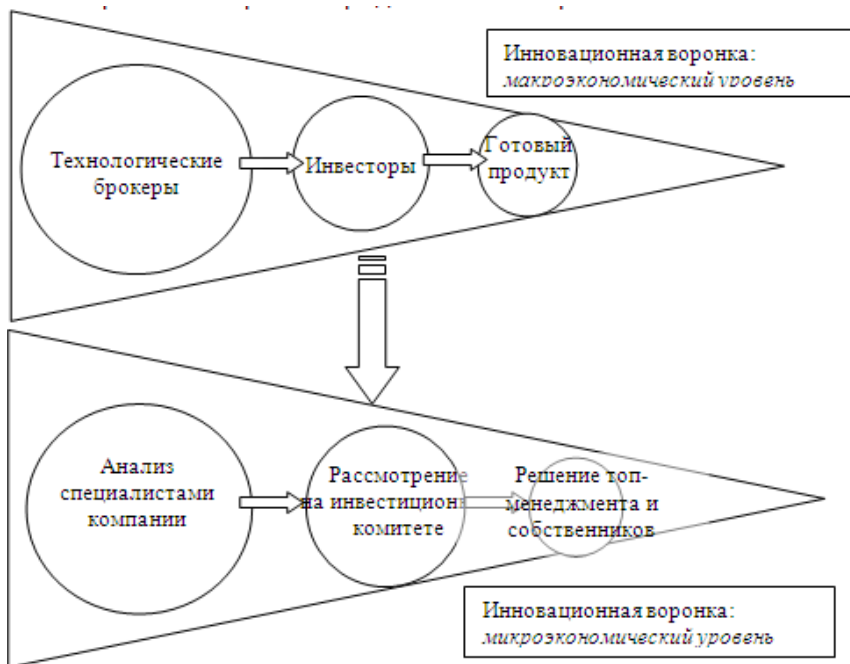 Инновационная воронка:
макроэкономический уровень
Технологические
брокеры
Инвесторы
Готовый
продукт
Анализ
специалистами
компании
Рассмотрение
на инвестицион
комитете
Решение топ-
менеджмента и
собственников
Инновационная воронка:
микроэкономический уровень